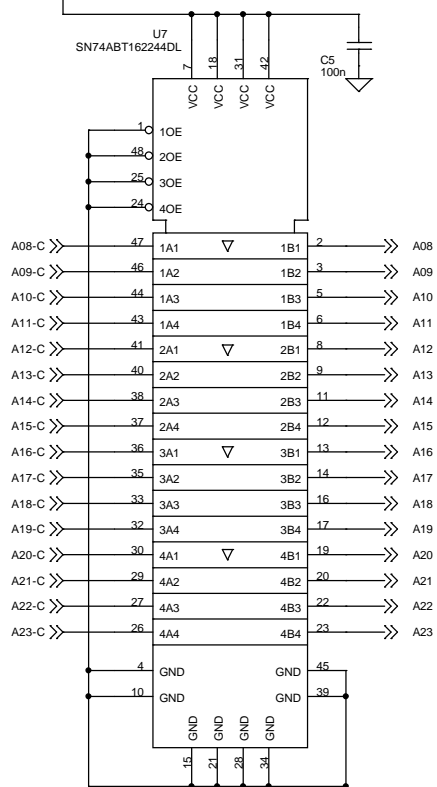 U7
SN74ABT162244DL
C5
100n
7 18 31 42
VCC VCC VCC VCC
1 1OE
48 2OE
25 3OE
24 4OE
A08-C 47 1A1 1B1 2 A08
A09-C 46 1A2 1B2 3 A09
A10-C 44 1A3 1B3 5 A10
A11-C 43 1A4 1B4 6 A11
A12-C 41 2A1 2B1 8 A12
A13-C 40 2A2 2B2 9 A13
A14-C 38 2A3 2B3 11 A14
A15-C 37 2A4 2B4 12 A15
A16-C 36 3A1 3B1 13 A16
A17-C 35 3A2 3B2 14 A17
A18-C 33 3A3 3B3 16 A18
A19-C 32 3A4 3B4 17 A19
A20-C 30 4A1 4B1 19 A20
A21-C 29 4A2 4B2 20 A21
A22-C 27 4A3 4B3 22 A22
A23-C 26 4A4 4B4 23 A23
4 GND GND 45
10 GND GND 39
GND GND GND GND
15 21 28 34